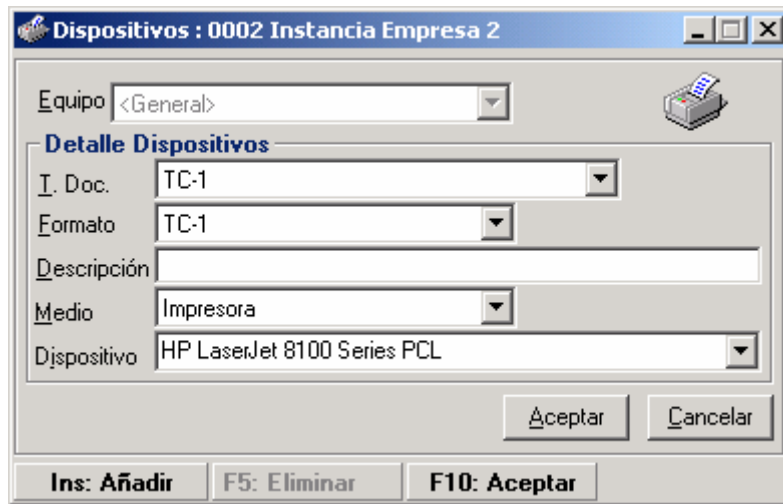 Dispositivos : 0002 Instancia Empresa 2
Equipo <General>
Detalle Dispositivos
T. Doc. TC-1
Formato TC-1
Descripción
Medio Impresora
Dispositivo HP LaserJet 8100 Series PCL
Aceptar Cancelar
Ins: Añadir F5: Eliminar F10: Aceptar